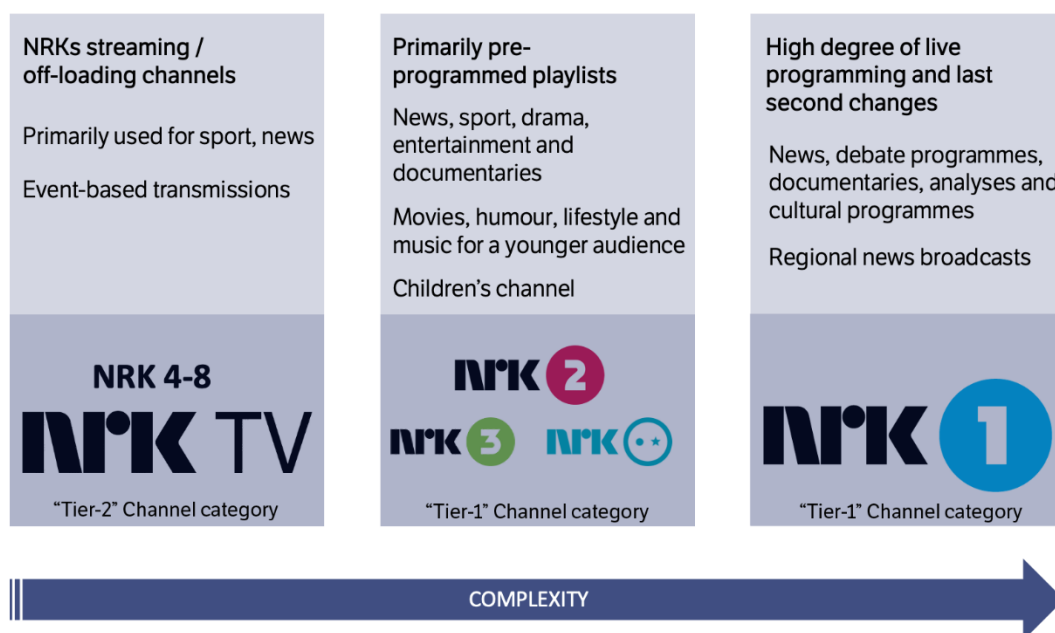 NRKs streaming /
off-loading channels
Primarily used for sport, news
Event-based transmissions
NRK 4-8
nrk TV
“Tier-2” Channel category
Primarily pre-
programmed playlists
News, sport, drama,
entertainment and
documentaries
Movies, humour, lifestyle and
music for a younger audience
Children’s channel
nrk 2
nrk 3
nrk
“Tier-1” Channel category
High degree of live
programming and last
second changes
News, debate programmes,
documentaries, analyses and
cultural programmes
Regional news broadcasts
nrk 1
“Tier-1” Channel category
COMPLEXITY